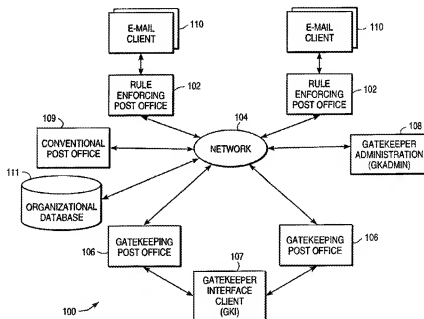 110
110
E-MAIL
CLIENT
E-MAIL
CLIENT
RULE
ENFORCING
POST OFFICE
102
RULE
ENFORCING
POST OFFICE
102
109
104
108
CONVENTIONAL
POST OFFICE
NETWORK
GATEKEEPER
ADMINISTRATION
(GKADMIN)
111
ORGANIZATIONAL
DATABASE
GATEKEEPING
POST OFFICE
106
GATEKEEPING
POST OFFICE
106
107
GATEKEEPER
INTERFACE
CLIENT
(GKI)
100